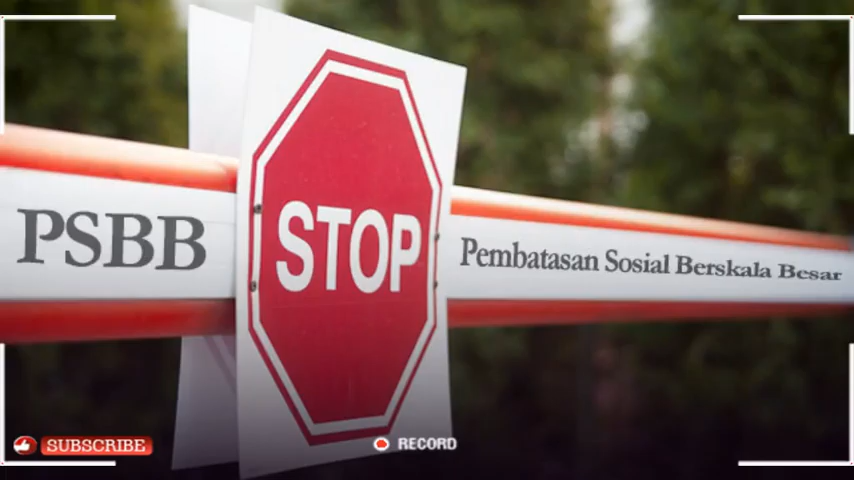 PSBB
STOP
Pembatasan Sosial Berskala Besar
SUBSCRIBE
RECORD